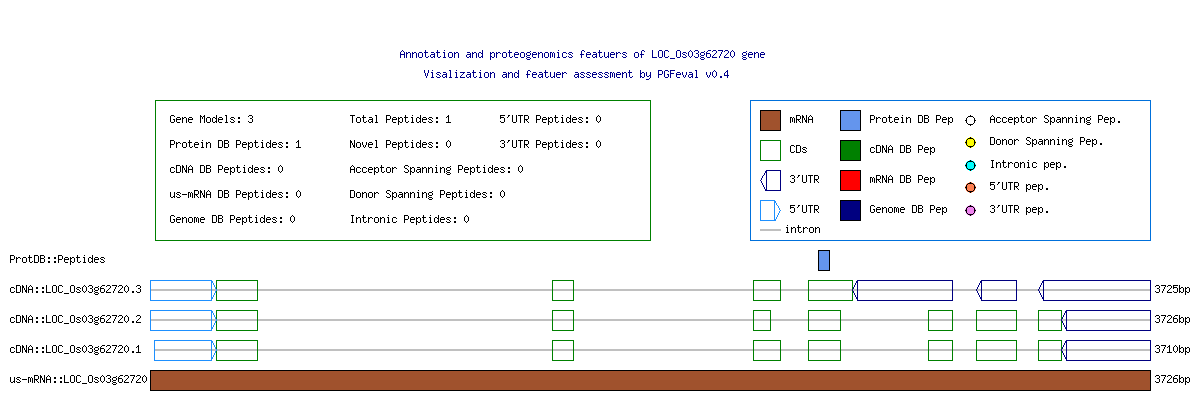 Annotation and proteogenomics featuers of LOC_Os03g62720 gene
Visalization and featuer assessment by PGFeval v0.4
Gene Models: 3 Total Peptides: 1 5'UTR Peptides: 0
Protein DB Peptides: 1 Novel Peptides: 0 3'UTR Peptides: 0
cDNA DB Peptides: 0 Acceptor Spanning Peptides: 0
us-mRNA DB Peptides: 0 Donor Spanning Peptides: 0
Genome DB Peptides: 0 Intronic Peptides: 0
mRNA Protein DB Pep Acceptor Spanning Pep.
CDs cDNA DB Pep Donor Spanning Pep.
3'UTR mRNA DB Pep Intronic pep.
5'UTR Genome DB Pep 5'UTR pep.
intron 3'UTR pep.
ProtDB::Peptides
cDNA::LOC_Os03g62720.3 3725bp
cDNA::LOC_Os03g62720.2 3726bp
cDNA::LOC_Os03g62720.1 3710bp
us-mRNA::LOC_Os03g62720 3726bp